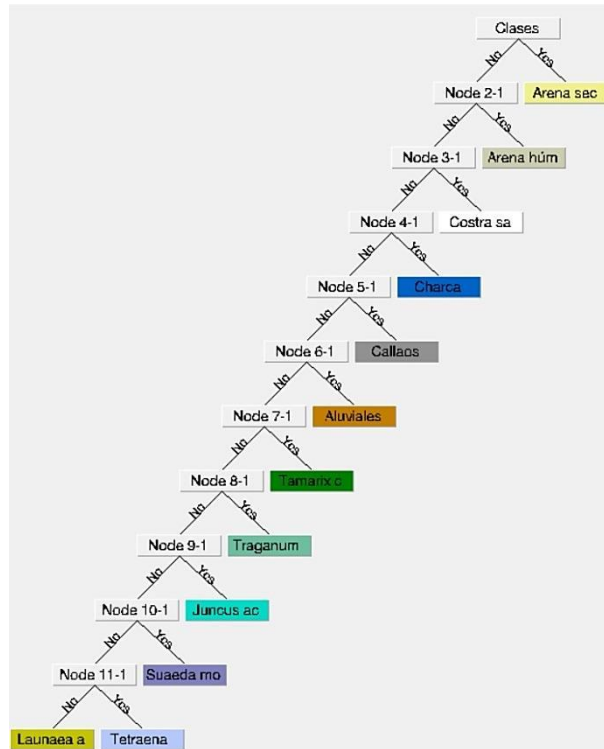 Clases
No Yes
Node 2-1 Arena sec
No Yes
Node 3-1 Arena húm
No Yes
Node 4-1 Costra sa
No Yes
Node 5-1 Charca
No Yes
Node 6-1 Callaos
No Yes
Node 7-1 Aluviales
No Yes
Node 8-1 Tamarix c
No Yes
Node 9-1 Traganum
No Yes
Node 10-1 Juncus ac
No Yes
Node 11-1 Suaeda mo
No Yes
Launaea a Tetraena